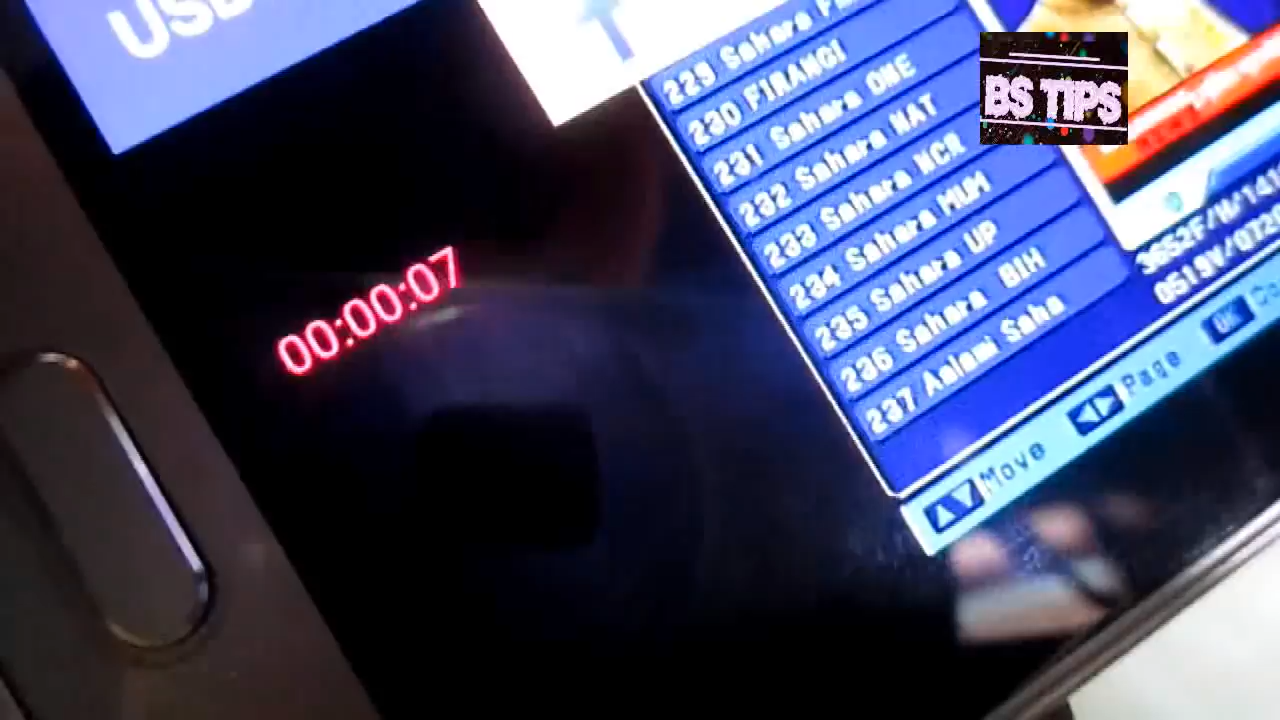 USB
229 Sahara
230 FIRANGI
231 Sahara ONE
232 Sahara NAT
233 Sahara NCR
234 Sahara MUM
235 Sahara UP
236 Sahara BIH
237 Aalami Saha
BS TIPS
00:00:07
Move
Page
OK